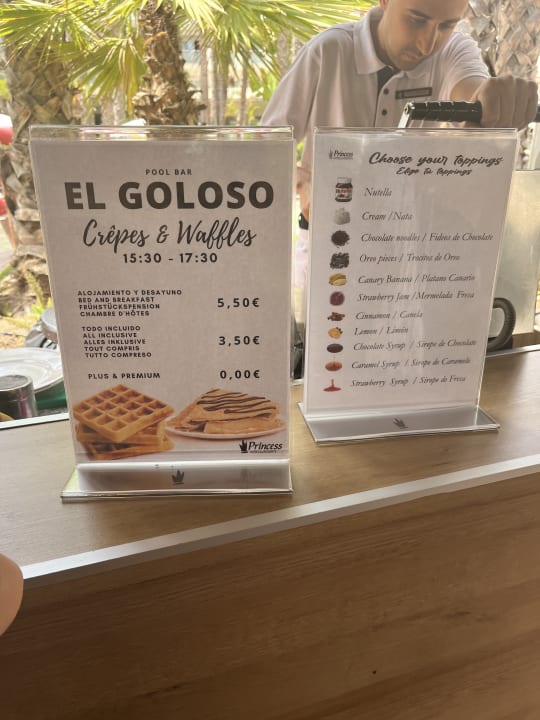 POOL BAR
EL GOLOSO
Crêpes & Waffles
15:30 - 17:30
ALOJAMIENTO Y DESAYUNO
BED AND BREAKFAST
FRÜHSTÜCKSPENSION
CHAMBRE D'HÔTES
5,50€
TODO INCLUIDO
ALL INCLUSIVE
ALLES INKLUSIVE
TOUT COMPRIS
TUTTO COMPRESO
3,50€
PLUS & PREMIUM
0,00€
Princess
Princess
Choose your Toppings
Elige tu toppings
Nutella
Cream / Nata
Chocolate noodles / Fideos de Chocolate
Oreo pieces / Trocitos de Oreo
Canary Banana / Platano Canario
Strawberry Jam / Mermelada Fresa
Cinnamon / Canela
Lemon / Limón
Chocolate Syrup / Sirope de Chocolate
Caramel Syrup / Sirope de Caramelo
Strawberry Syrup / Sirope de Fresa